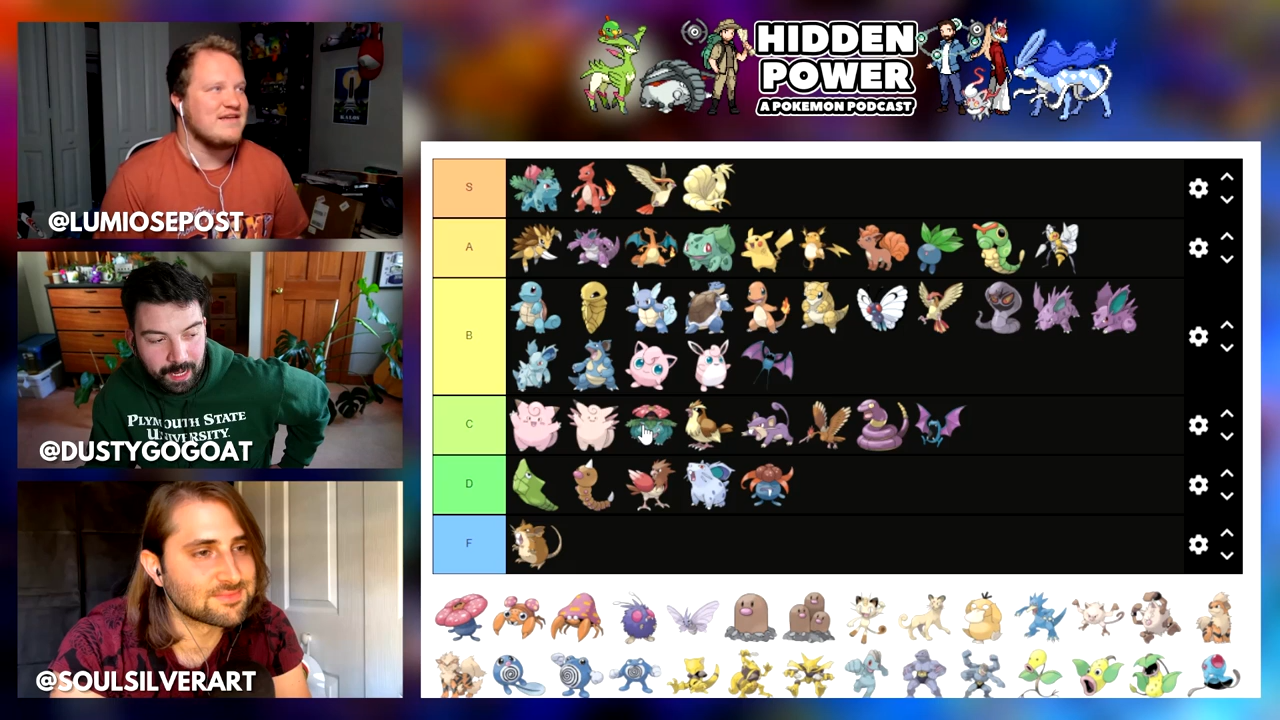 HIDDEN
POWER
A POKEMON PODCAST
@LUMIOSEPOST
PLYMOUTH STATE
UNIVERSITY
@DUSTYGOGOAT
@SOULSILVERART
S
A
B
C
D
F